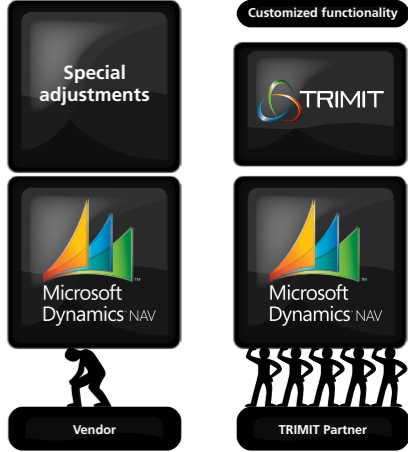 Special
adjustments
Microsoft
Dynamics NAV
Vendor
Customized functionality
TRIMIT
Microsoft
Dynamics NAV
TRIMIT Partner